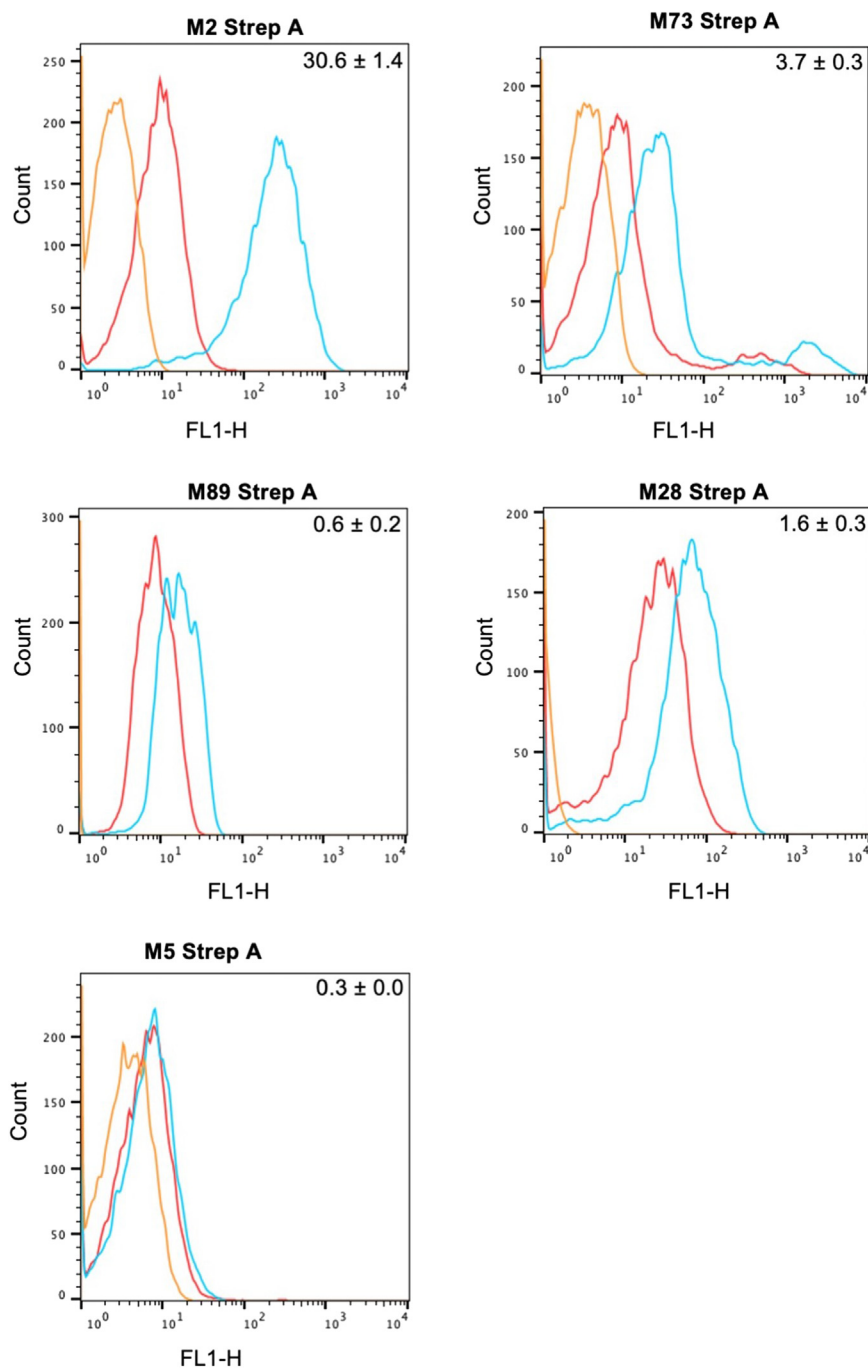 M2 Strep A
30.6 ± 1.4
250
200
150
100
50
0
Count
10⁰ 10¹ 10² 10³ 10⁴
FL1-H
M73 Strep A
3.7 ± 0.3
200
150
100
50
0
Count
10⁰ 10¹ 10² 10³ 10⁴
FL1-H
M89 Strep A
0.6 ± 0.2
300
200
100
0
Count
10⁰ 10¹ 10² 10³ 10⁴
FL1-H
M28 Strep A
1.6 ± 0.3
200
150
100
50
0
Count
10⁰ 10¹ 10² 10³ 10⁴
FL1-H
M5 Strep A
0.3 ± 0.0
200
150
100
50
0
Count
10⁰ 10¹ 10² 10³ 10⁴
FL1-H